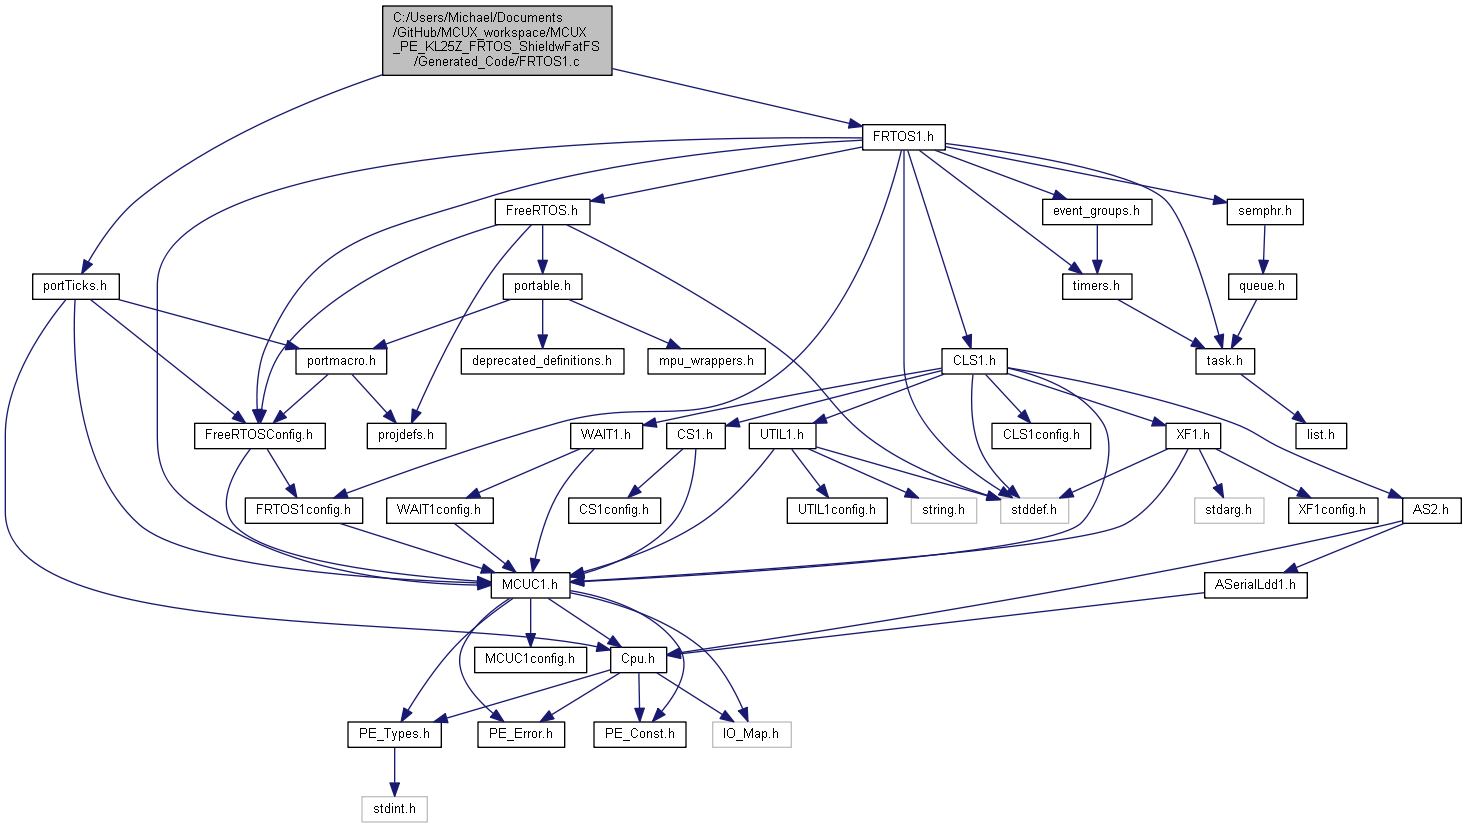 C:/Users/Michael/Documents
/GitHub/MCUX_workspace/MCUX
_PE_KL25Z_FRTOS_ShieldwFatFS
/Generated_Code/FRTOS1.c
FRTOS1.h
FreeRTOS.h
event_groups.h
semphr.h
portTicks.h
portable.h
timers.h
queue.h
portmacro.h
deprecated_definitions.h
mpu_wrappers.h
CLS1.h
task.h
FreeRTOSConfig.h
projdefs.h
WAIT1.h
CS1.h
UTIL1.h
CLS1config.h
XF1.h
list.h
FRTOS1config.h
WAIT1config.h
CS1config.h
UTIL1config.h
string.h
stddef.h
stdarg.h
XF1config.h
AS2.h
MCUC1.h
ASerialLdd1.h
MCUC1config.h
Cpu.h
PE_Types.h
PE_Error.h
PE_Const.h
IO_Map.h
stdint.h